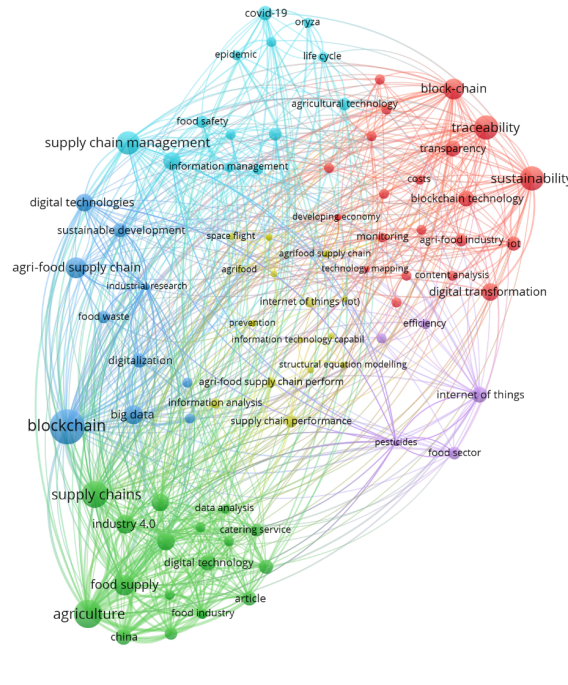 covid-19
oryza
epidemic
life cycle
block-chain
agricultural technology
food safety
traceability
supply chain management
transparency
information management
costs
sustainability
digital technologies
blockchain technology
developing economy
sustainable development
space flight
monitoring
agri-food industry
iot
agrifood supply chain
agri-food supply chain
agrifood
technology mapping
content analysis
industrial research
digital transformation
internet of things (iot)
food waste
prevention
efficiency
information technology capabil
digitalization
structural equation modelling
agri-food supply chain perform
internet of things
information analysis
big data
supply chain performance
blockchain
pesticides
food sector
supply chains
data analysis
industry 4.0
catering service
digital technology
food supply
article
agriculture
food industry
china